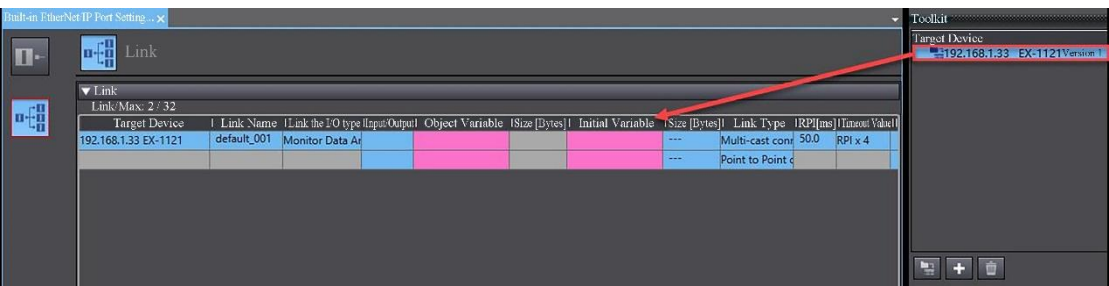 Built-in EtherNet/IP Port Setting...
Link
Link
Link/Max: 2 / 32
Target Device Link Name Link the I/O type Input/Output Object Variable Size [Bytes] Initial Variable Size [Bytes] Link Type RPI[ms] Timeout Value
192.168.1.33 EX-1121 default_001 Monitor Data Ar --- Multi-cast conr 50.0 RPI x 4
--- Point to Point c
Toolkit
Target Device
192.168.1.33 EX-1121 Version 1